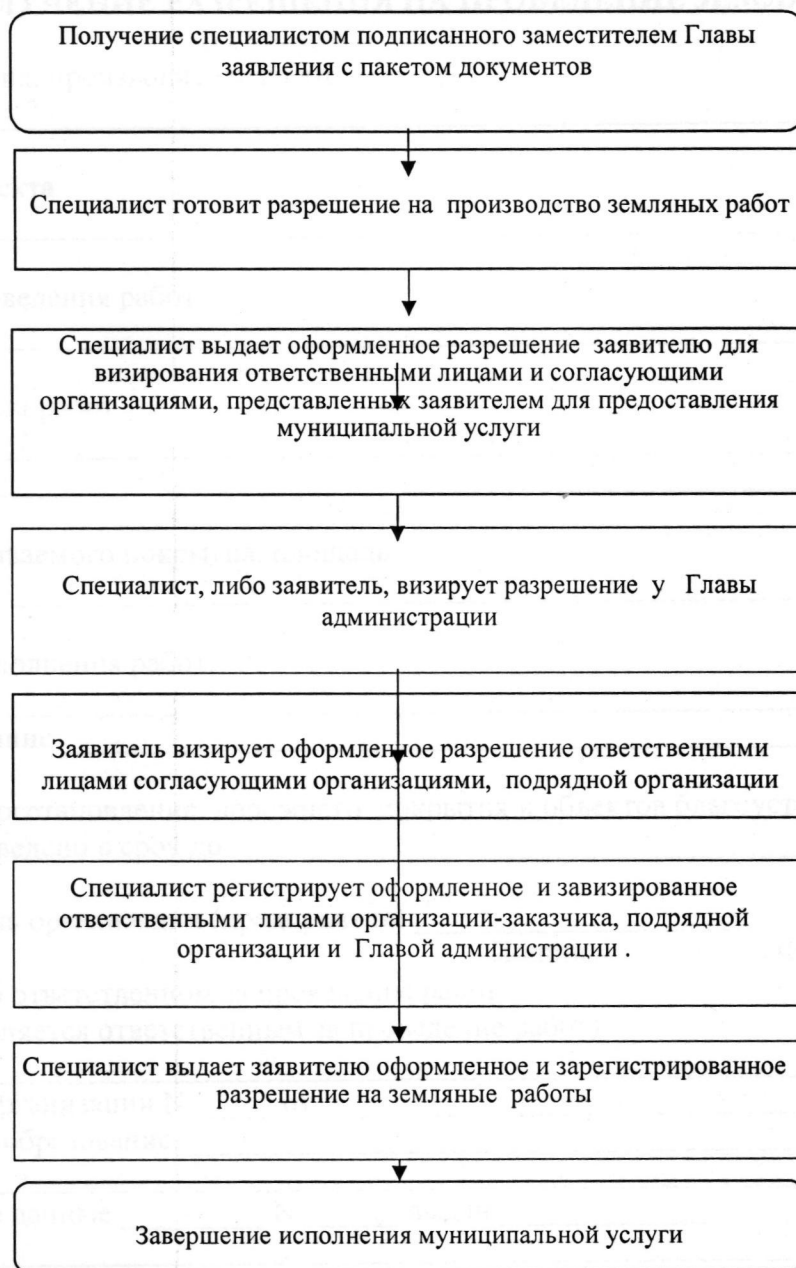 Получение специалистом подписанного заместителем Главы
заявления с пакетом документов
Специалист готовит разрешение на производство земляных работ
Специалист выдает оформленное разрешение заявителю для
визирования ответственными лицами и согласующими
организациями, представленных заявителем для предоставления
муниципальной услуги
Специалист, либо заявитель, визирует разрешение у Главы
администрации
Заявитель визирует оформленное разрешение ответственными
лицами согласующими организациями, подрядной организации
Специалист регистрирует оформленное и завизированное
ответственными лицами организации-заказчика, подрядной
организации и Главой администрации .
Специалист выдает заявителю оформленное и зарегистрированное
разрешение на земляные работы
Завершение исполнения муниципальной услуги